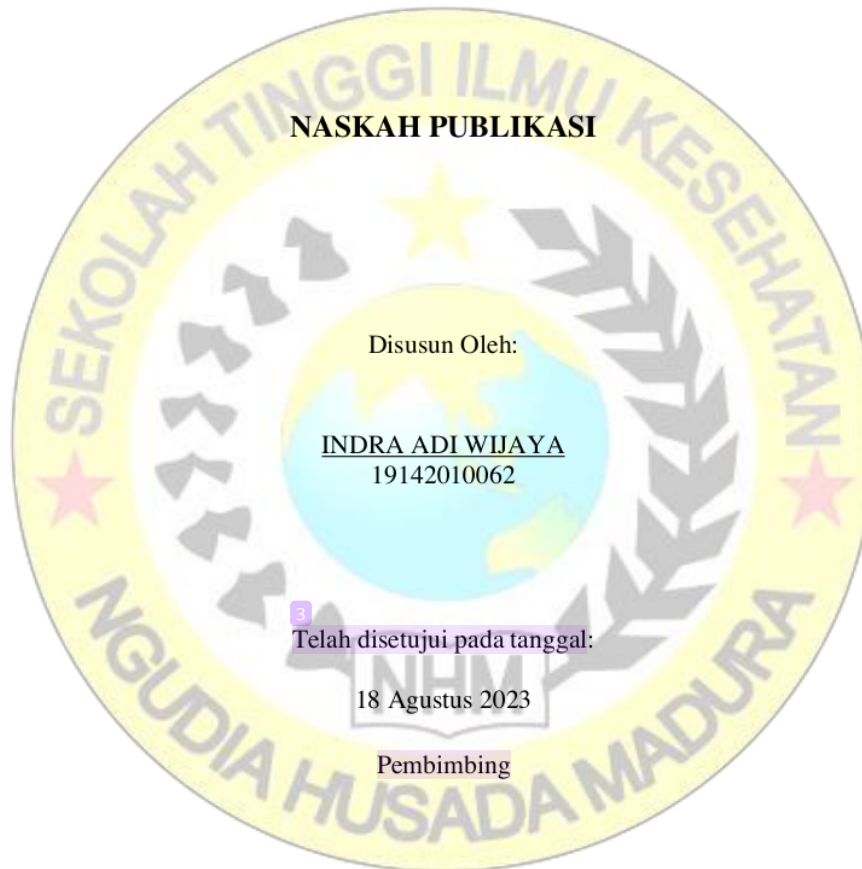 SEKOLAH TINGGI ILMU KESEHATAN
NASKAH PUBLIKASI
Disusun Oleh:
INDRA ADI WIJAYA
19142010062
3
Telah disetujui pada tanggal:
NHM
18 Agustus 2023
Pembimbing
NGUDIA HUSADA MADURA